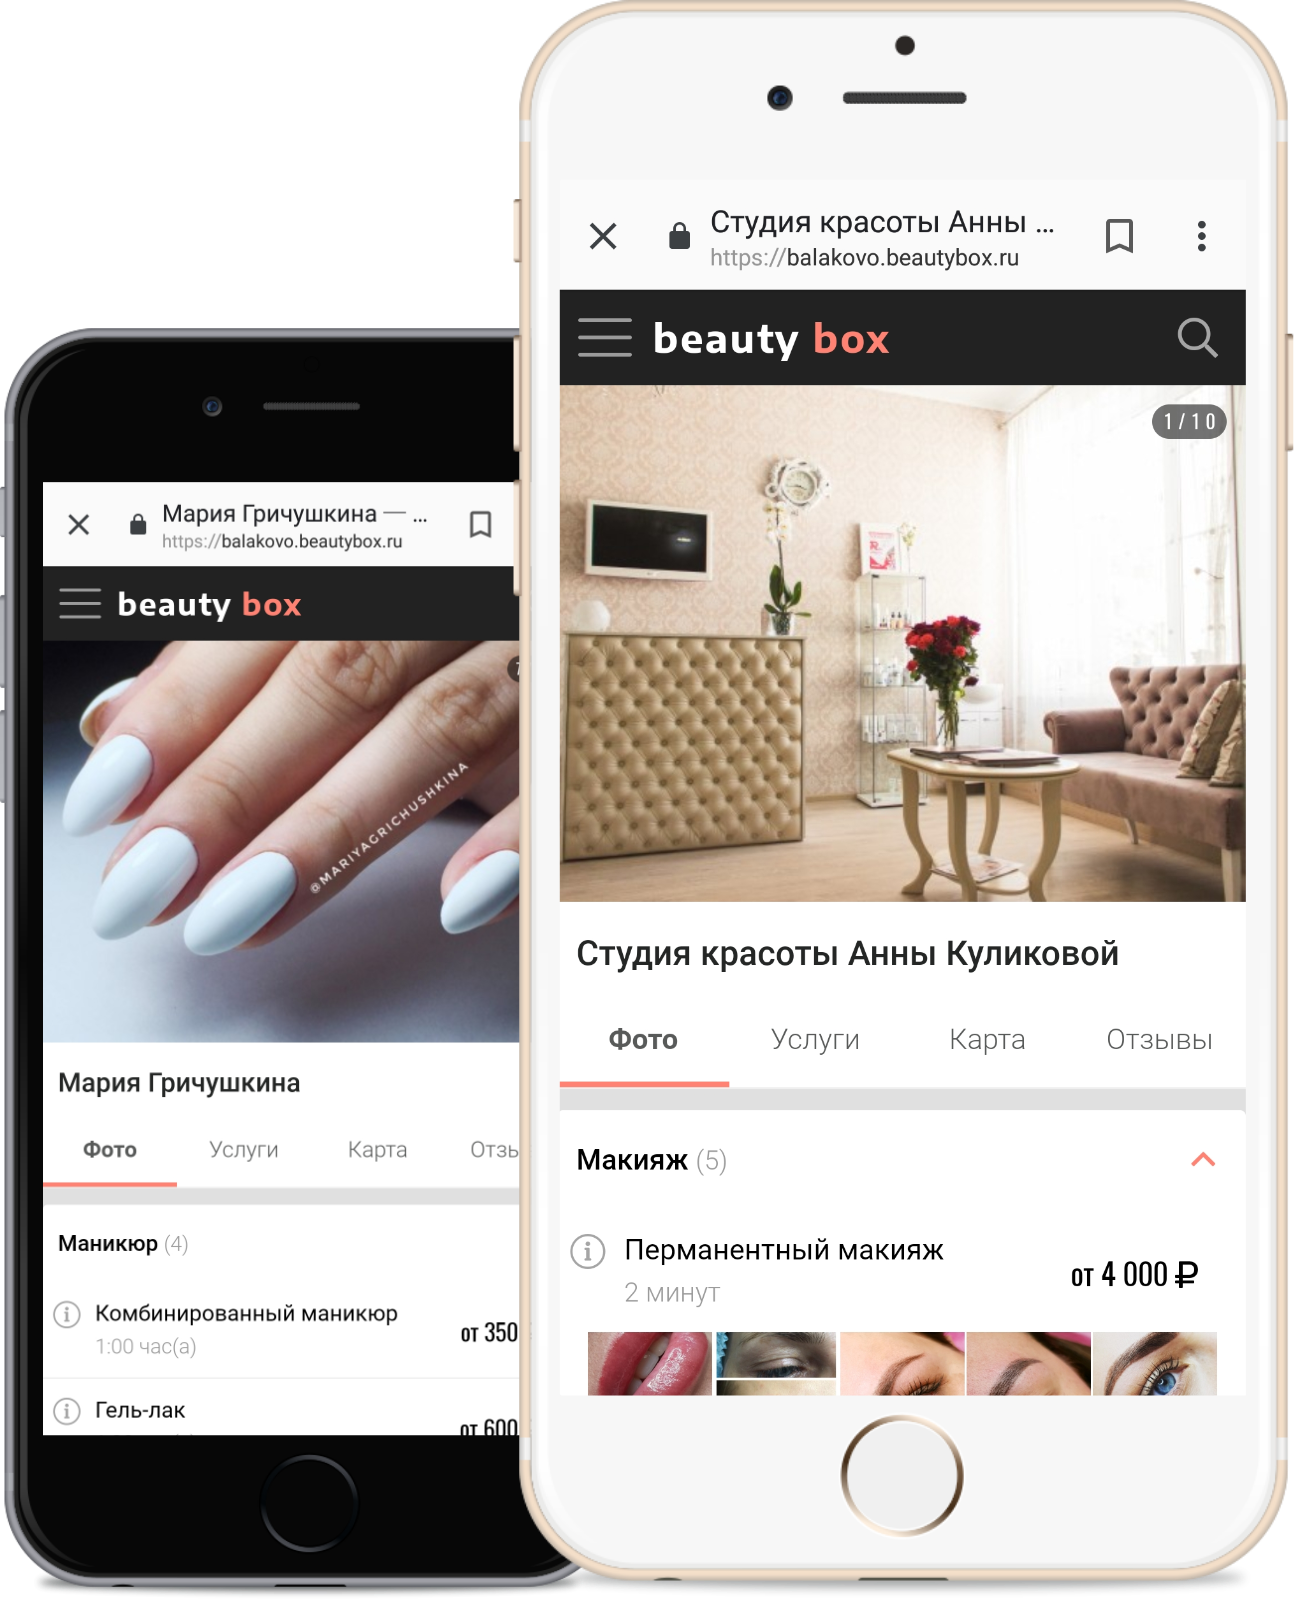 Студия красоты Анны ...
https://balakovo.beautybox.ru
beauty box
1/10
Студия красоты Анны Куликовой
Фото Услуги Карта Отзывы
Макияж (5)
Перманентный макияж
2 минут
от 4 000 ₽
Мария Гричушкина — ...
https://balakovo.beautybox.ru
beauty box
@MARIYAGRICHUSHKINA
Мария Гричушкина
Фото Услуги Карта Отзы
Маникюр (4)
Комбинированный маникюр
1:00 час(а)
от 350
Гель-лак
от 600